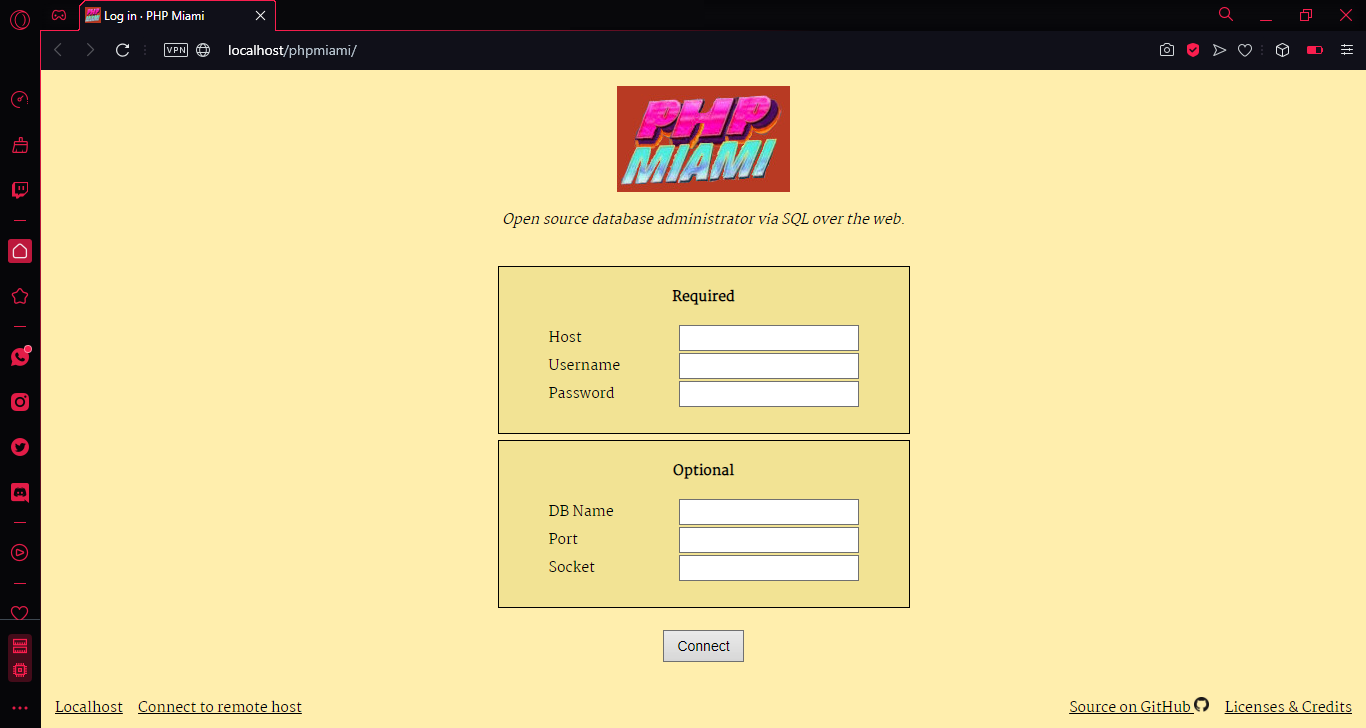 Log in · PHP Miami
VPN
localhost/phpmiami/
PHP
MIAMI
Open source database administrator via SQL over the web.
Required
Host
Username
Password
Optional
DB Name
Port
Socket
Connect
Localhost Connect to remote host Source on GitHub Licenses & Credits